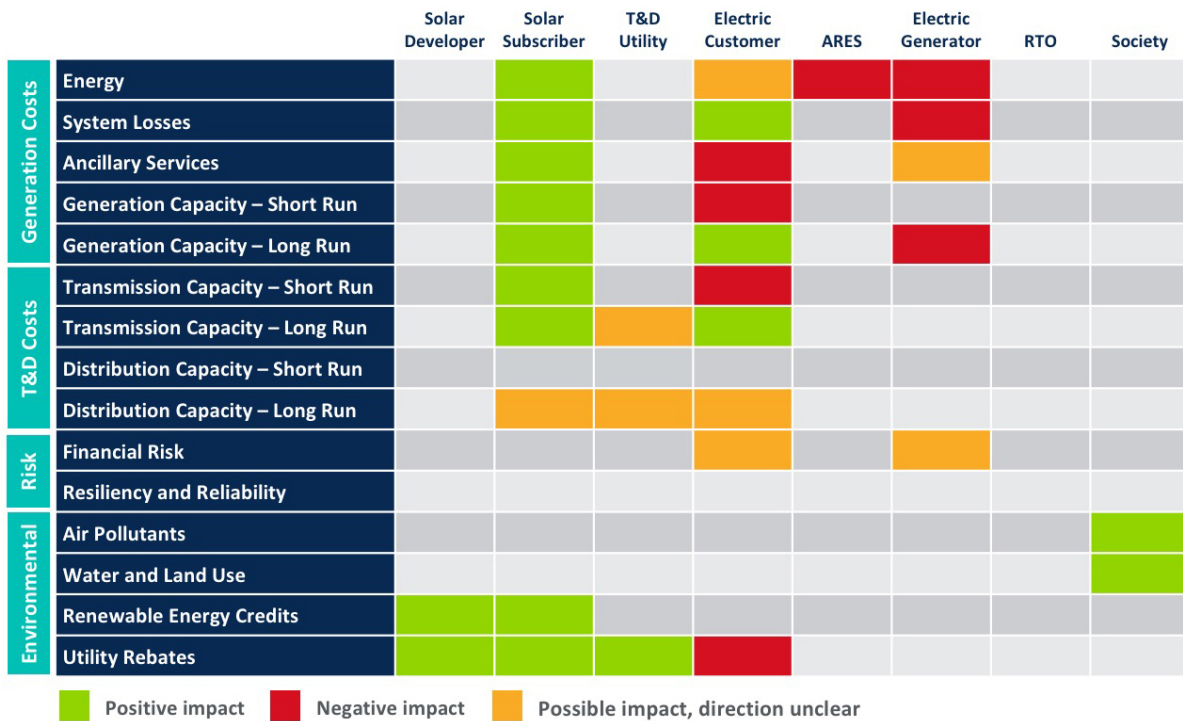 Solar Developer
Solar Subscriber
T&D Utility
Electric Customer
ARES
Electric Generator
RTO
Society
Generation Costs
Energy
System Losses
Ancillary Services
Generation Capacity – Short Run
Generation Capacity – Long Run
T&D Costs
Transmission Capacity – Short Run
Transmission Capacity – Long Run
Distribution Capacity – Short Run
Distribution Capacity – Long Run
Risk
Financial Risk
Resiliency and Reliability
Environmental
Air Pollutants
Water and Land Use
Renewable Energy Credits
Utility Rebates
Positive impact
Negative impact
Possible impact, direction unclear